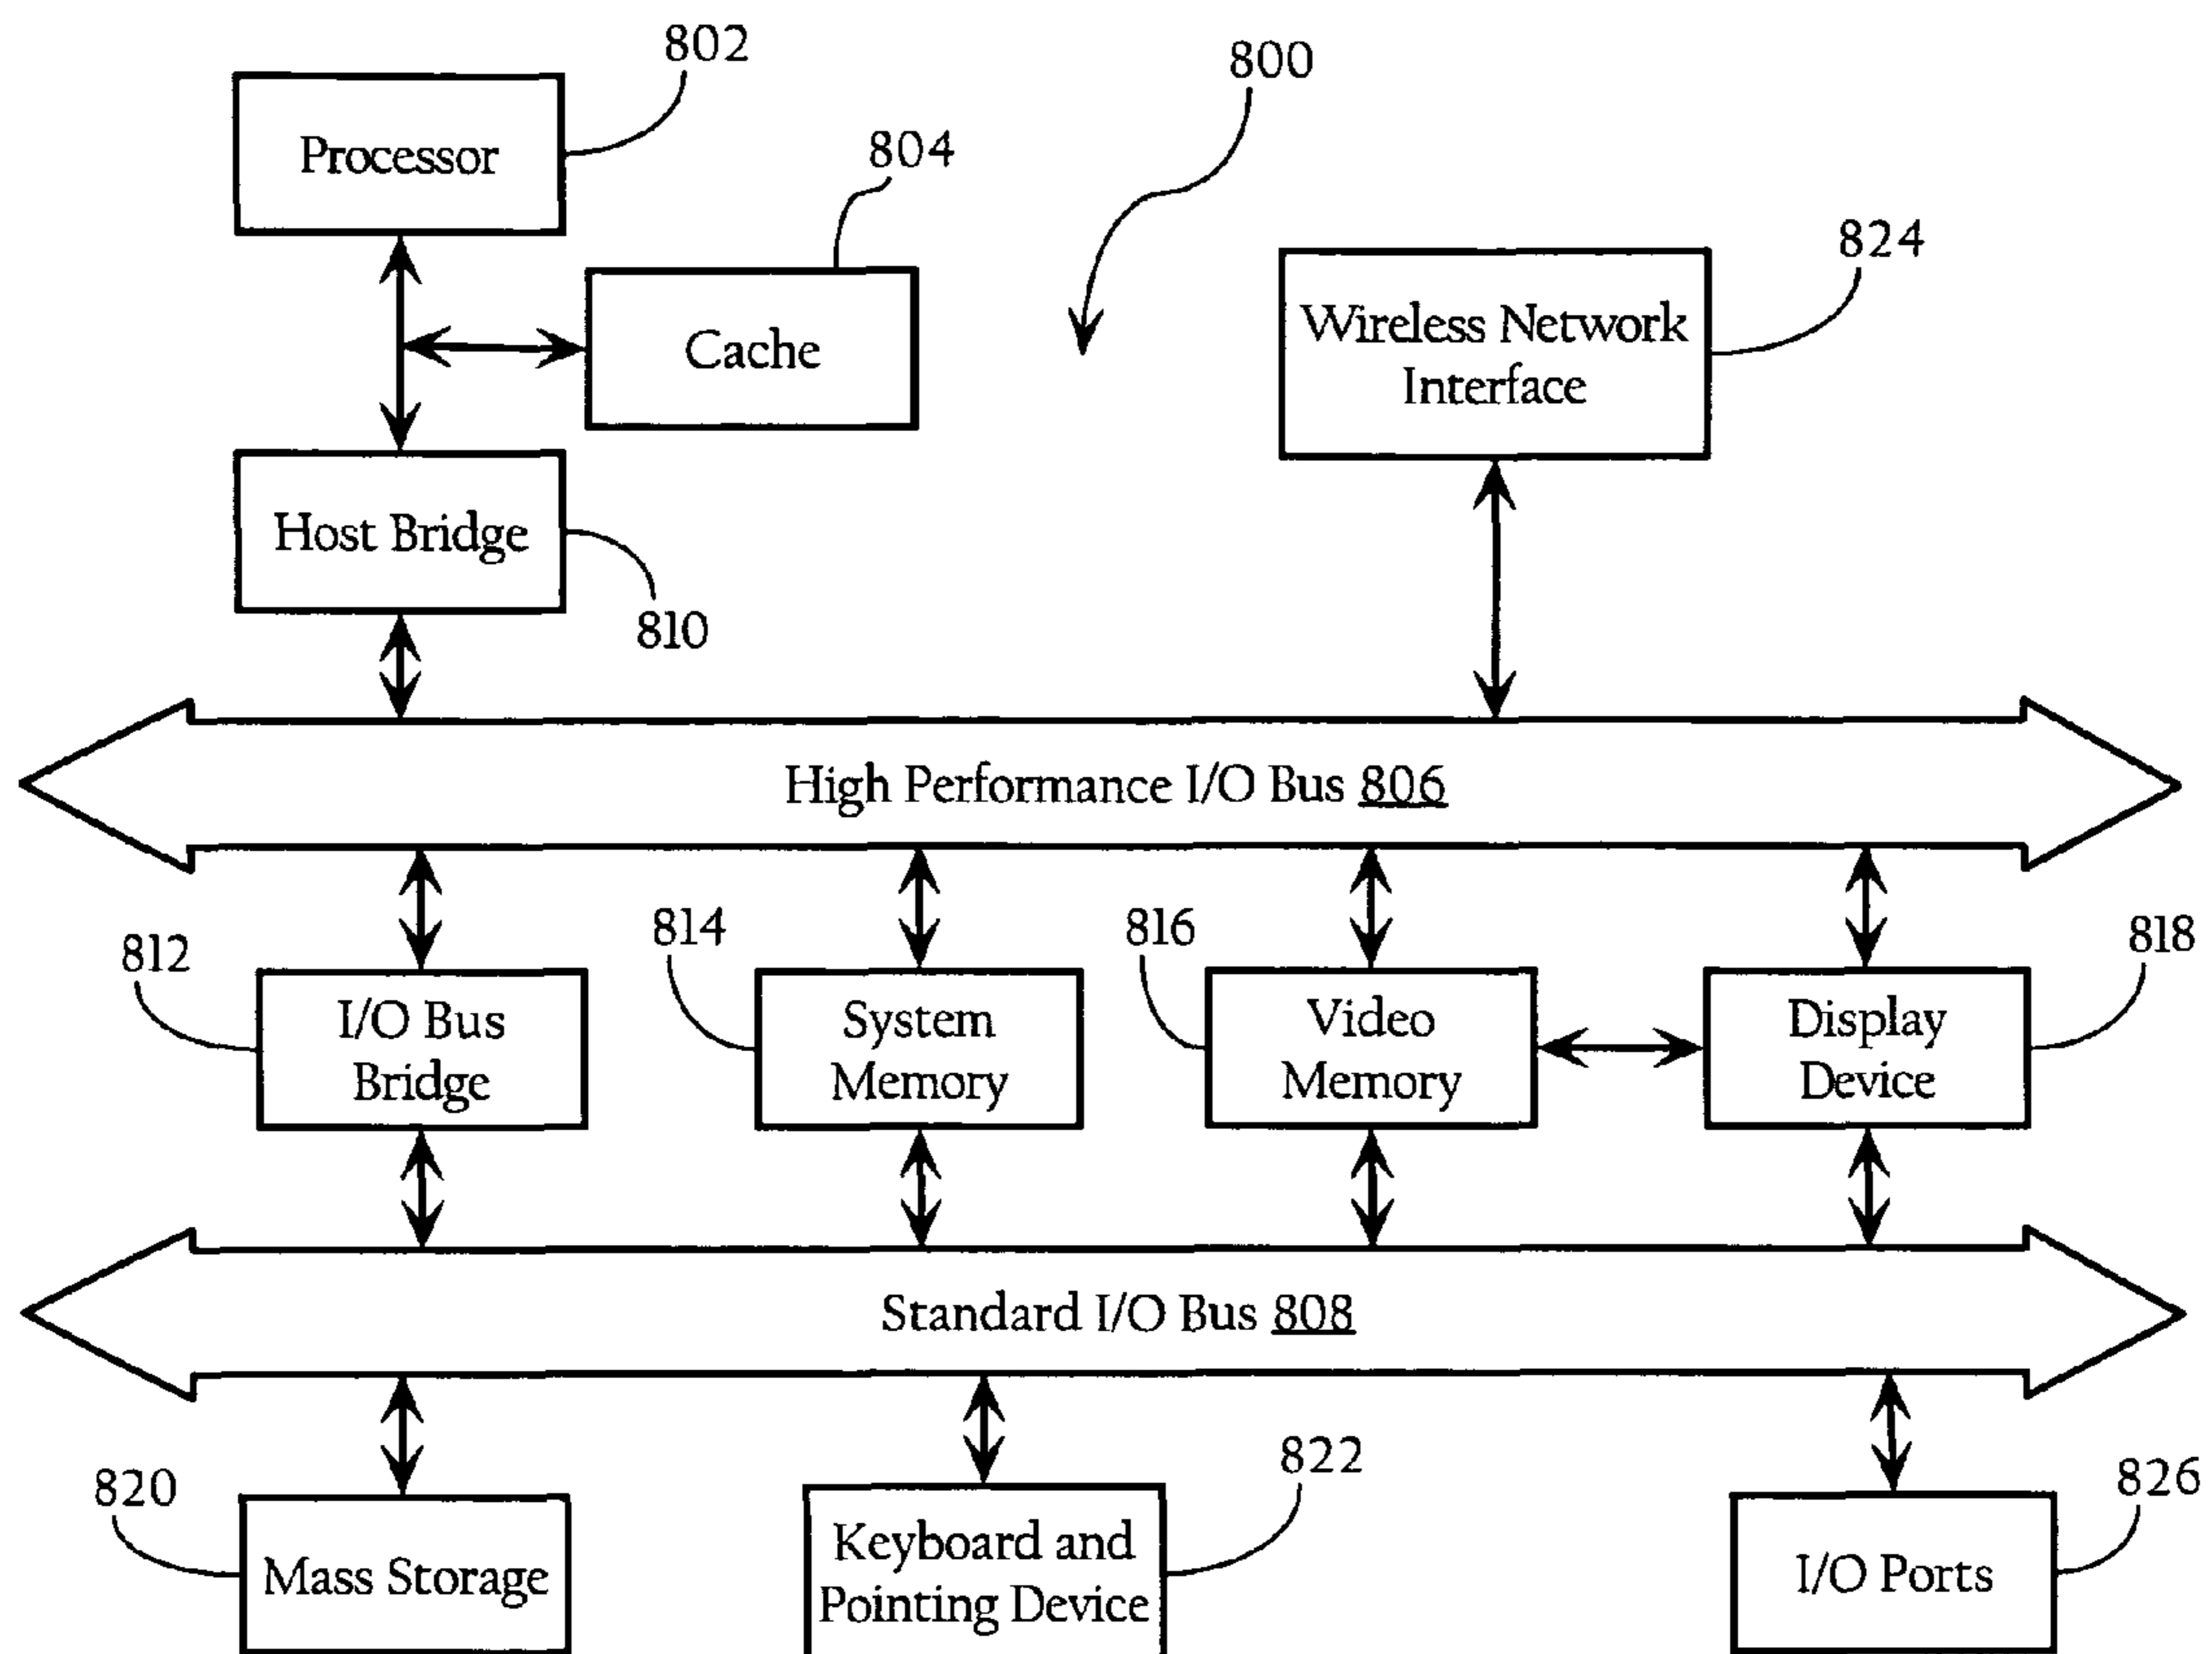 802
800
Processor
804
824
Cache
Wireless Network
Interface
Host Bridge
810
High Performance I/O Bus 806
812
814
816
818
I/O Bus
Bridge
System
Memory
Video
Memory
Display
Device
Standard I/O Bus 808
820
822
826
Mass Storage
Keyboard and
Pointing Device
I/O Ports